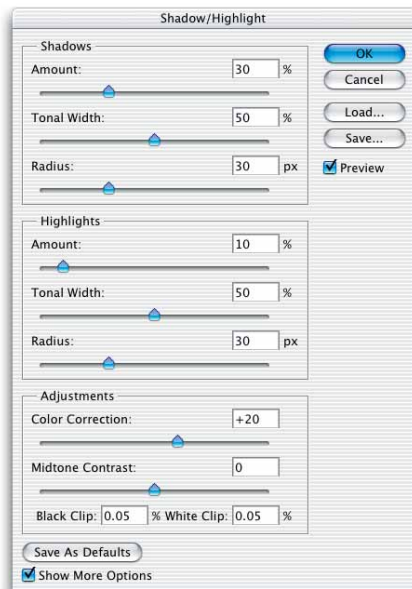 Shadow/Highlight
Shadows
Amount: 30 %
Tonal Width: 50 %
Radius: 30 px
Highlights
Amount: 10 %
Tonal Width: 50 %
Radius: 30 px
Adjustments
Color Correction: +20
Midtone Contrast: 0
Black Clip: 0.05 % White Clip: 0.05 %
Save As Defaults
Show More Options
OK
Cancel
Load...
Save...
Preview